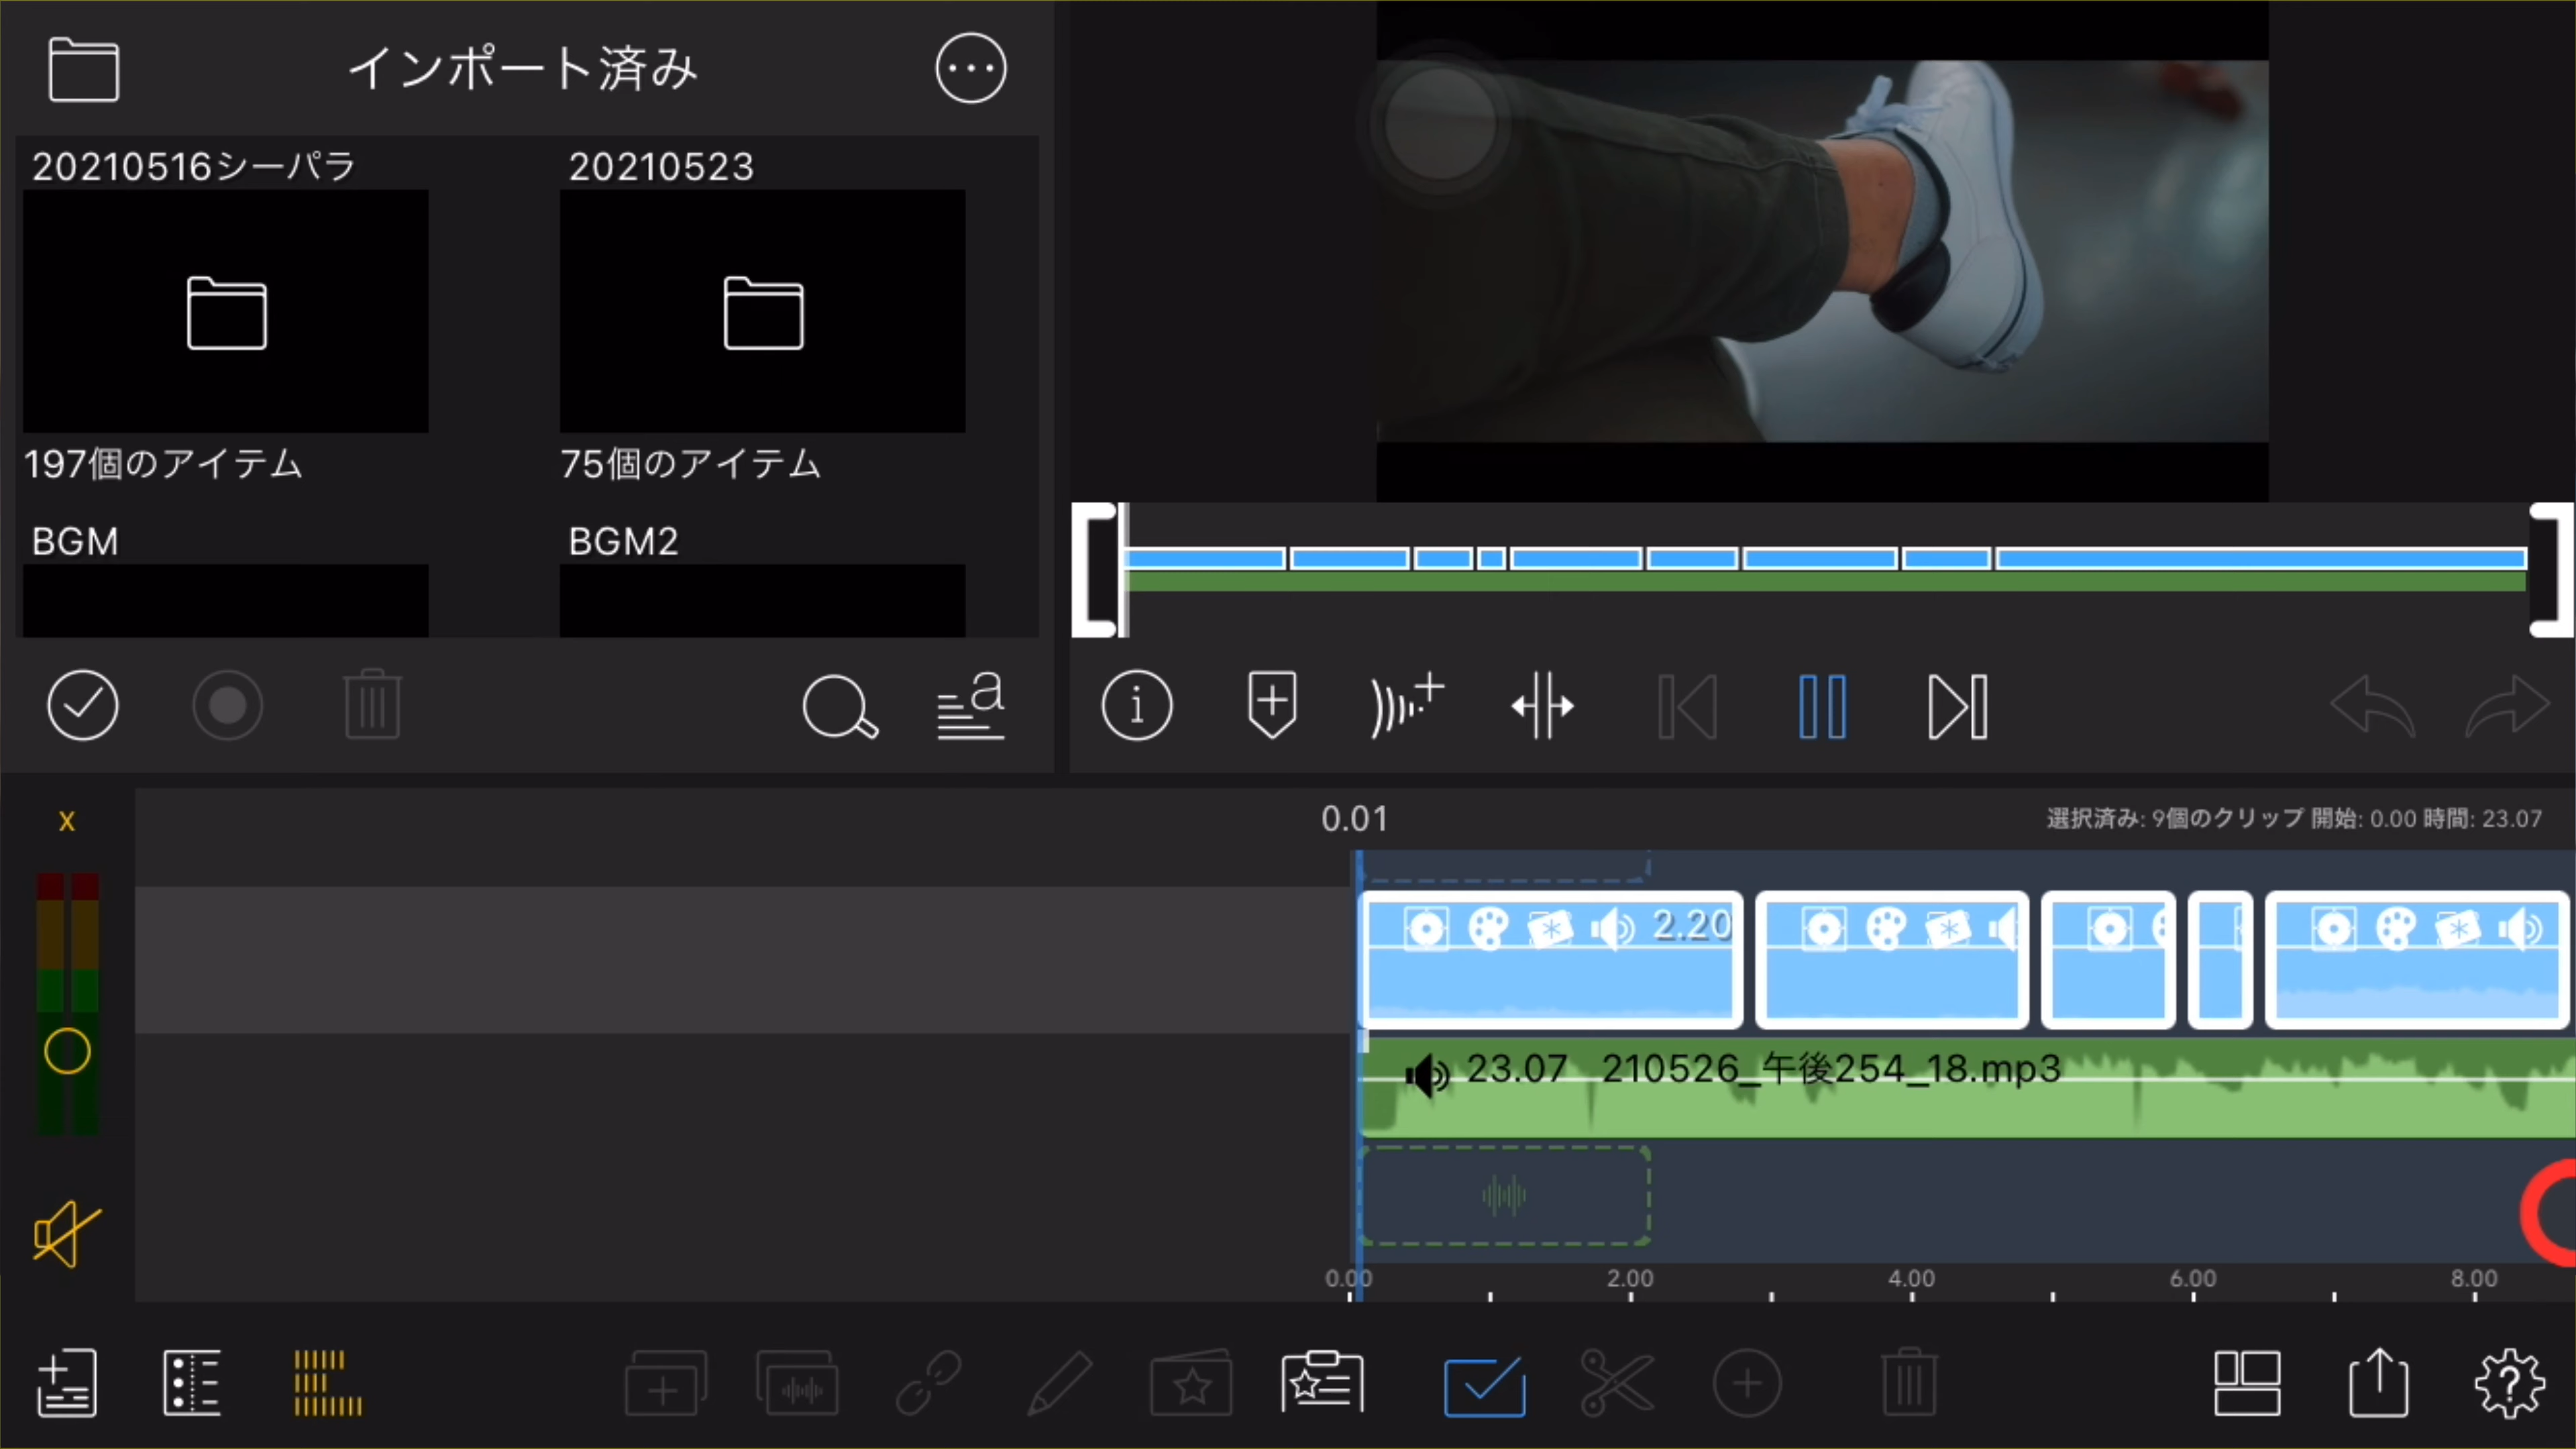 インポート済み
20210516シーパラ
20210523
197個のアイテム
75個のアイテム
BGM
BGM2
x
0.01
選択済み: 9個のクリップ 開始: 0.00 時間: 23.07
2.20
23.07 210526_午後254_18.mp3
0.00
2.00
4.00
6.00
8.00